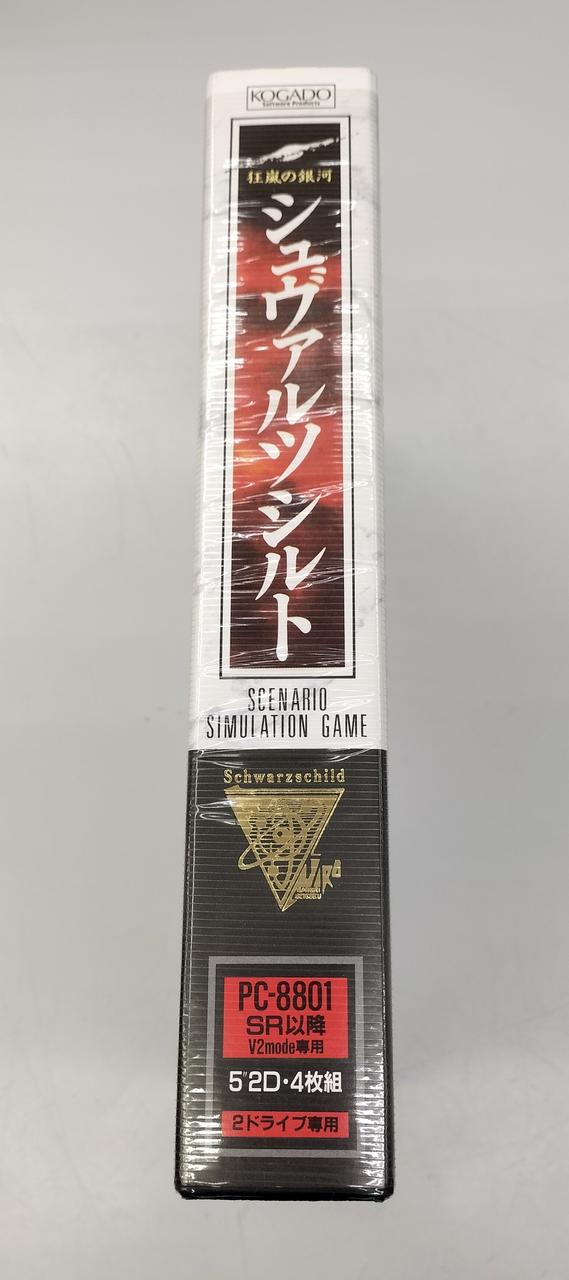 KOGADO
Software Products
狂嵐の銀河
シュヴァルツシルト
SCENARIO
SIMULATION GAME
Schwarzschild
PC-8801
SR以降
V2mode専用
5"2D・4枚組
2ドライブ専用